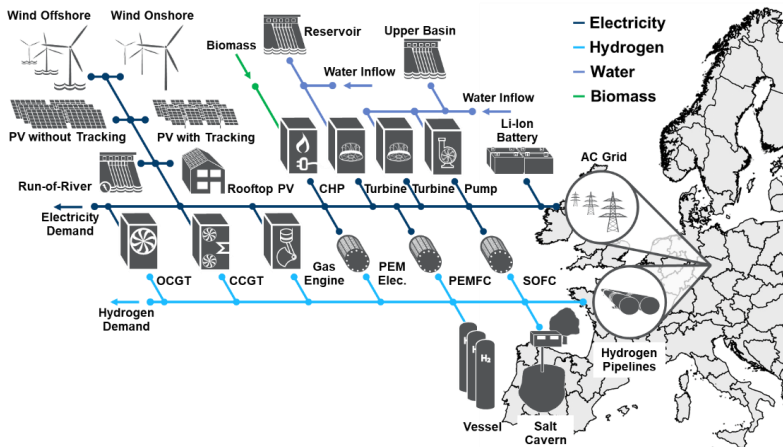 Wind Offshore
Wind Onshore
Reservoir
Upper Basin
Biomass
Water Inflow
Water Inflow
Electricity
Hydrogen
Water
Biomass
PV without Tracking
PV with Tracking
Li-Ion
Battery
AC Grid
Run-of-River
Rooftop PV
CHP
Turbine
Turbine
Pump
Electricity
Demand
OCGT
CCGT
Gas
Engine
PEM
Elec.
PEMFC
SOFC
Hydrogen
Demand
Hydrogen
Pipelines
H₂
Vessel
Salt
Cavern